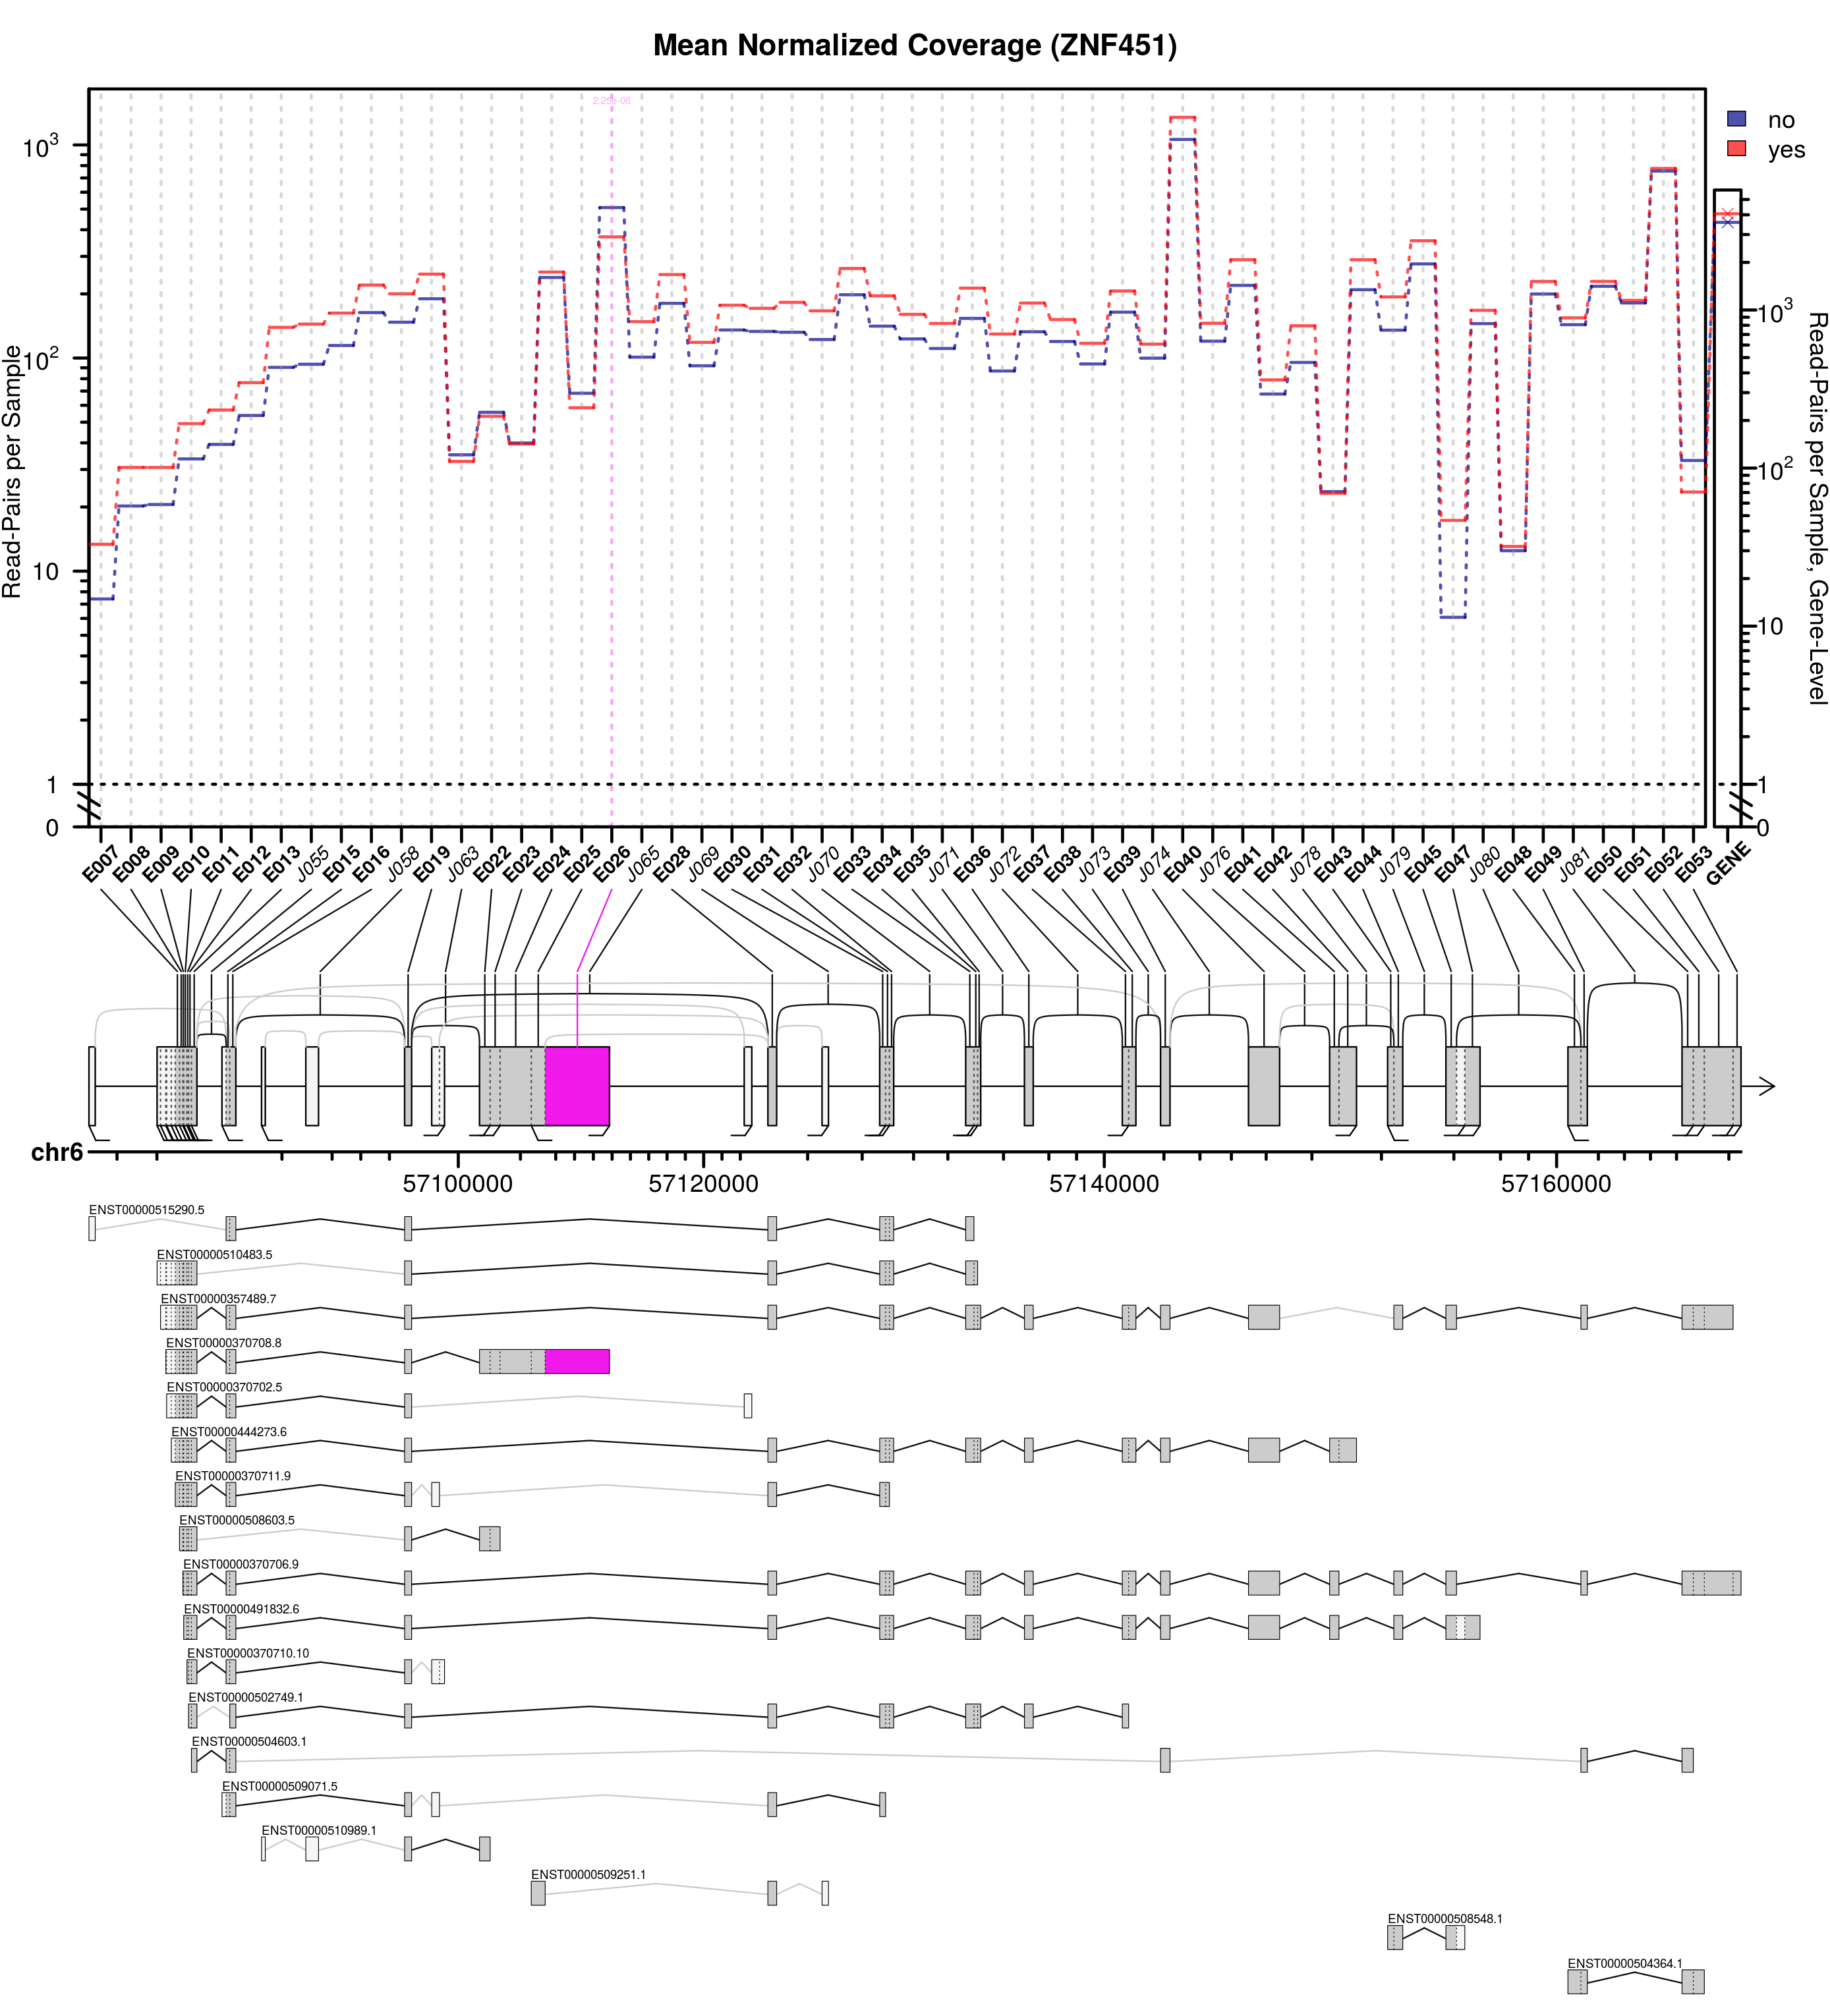 Mean Normalized Coverage (ZNF451)
2.25e-06
no
yes
Read-Pairs per Sample
10³
10²
10
1
0
10³
10²
10
1
0
Read-Pairs per Sample, Gene-Level
E007 E008 E009 E010 E011 E012 E013 J055 E015 E016 J058 E019 J063 E022 E023 E024 E025 E026 J065 E028 J069 E030 E031 E032 J070 E033 E034 E035 J071 E036 J072 E037 E038 J073 E039 J074 E040 J076 E041 E042 J078 E043 E044 J079 E045 E047 J080 E048 E049 J081 E050 E051 E052 E053 GENE
chr6
57100000 57120000 57140000 57160000
ENST00000515290.5
ENST00000510483.5
ENST00000357489.7
ENST00000370708.8
ENST00000370702.5
ENST00000444273.6
ENST00000370711.9
ENST00000508603.5
ENST00000370706.9
ENST00000491832.6
ENST00000370710.10
ENST00000502749.1
ENST00000504603.1
ENST00000509071.5
ENST00000510989.1
ENST00000509251.1
ENST00000508548.1
ENST00000504364.1